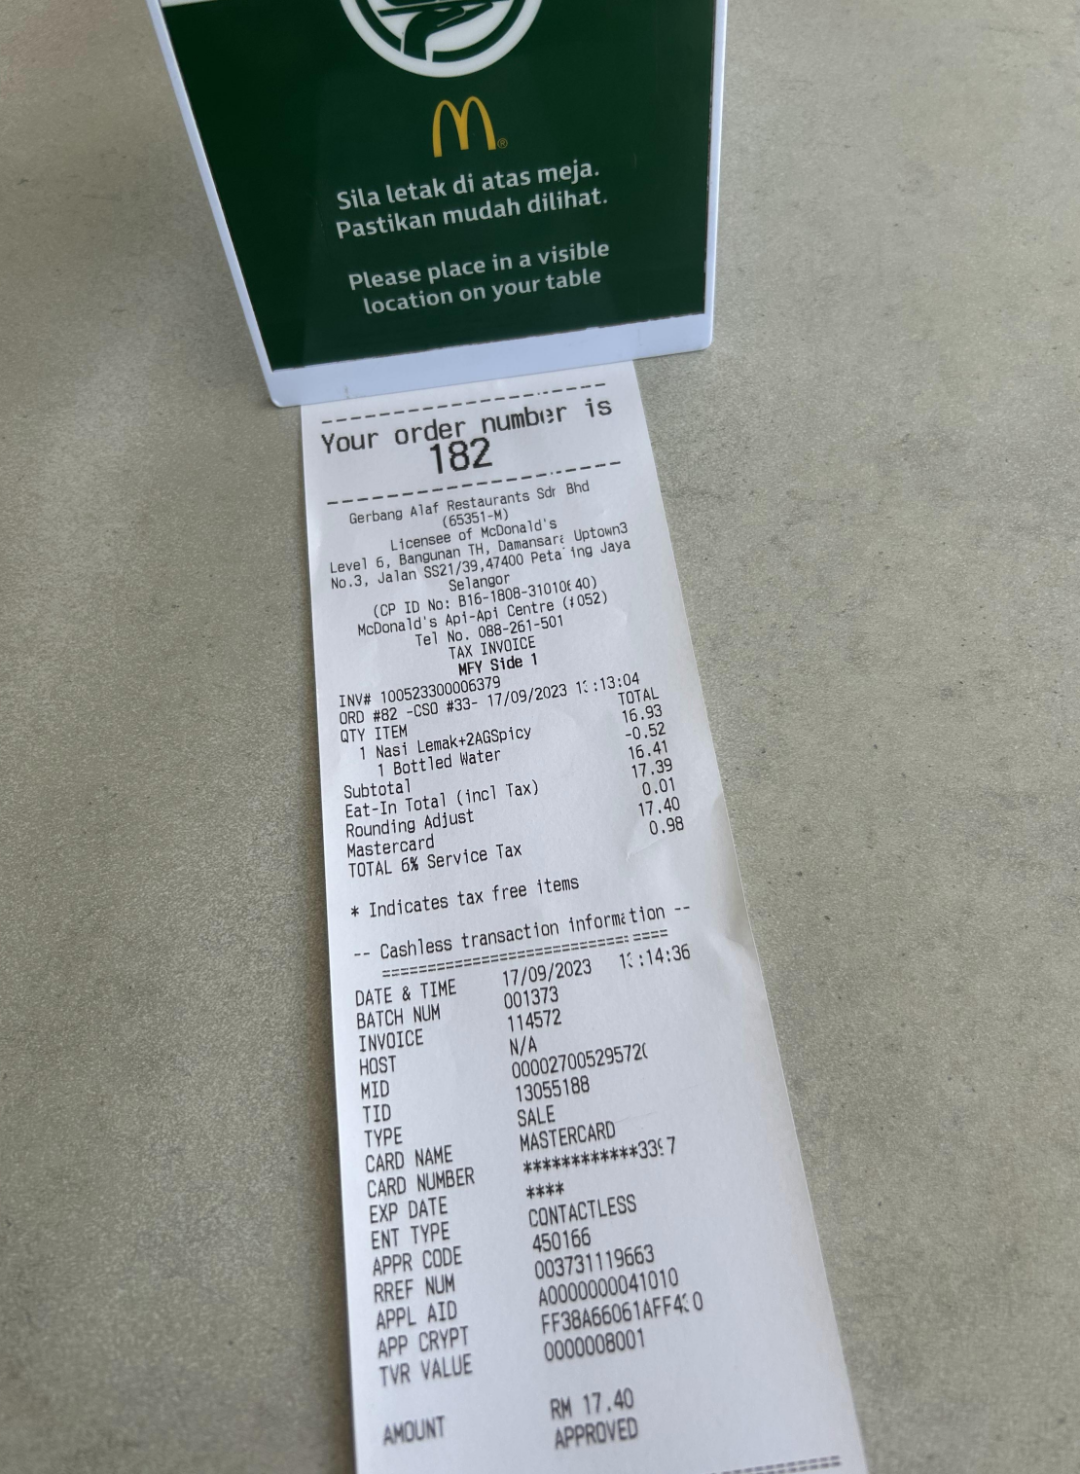 Sila letak di atas meja.
Pastikan mudah dilihat.
Please place in a visible
location on your table
Your order number is
182
Gerbang Alaf Restaurants Sdn Bhd
(65351-M)
Licensee of McDonald's
Level 6, Bangunan TH, Damansara Uptown3
No.3, Jalan SS21/39,47400 Petaling Jaya
Selangor
(CP ID No: B16-1808-
McDonald's Api-Api Centre
Tel No. 088-261-501
TAX INVOICE
MFY Side 1
INV# 100523300006379
ORD #82 -CSO #33- 17/09/2023
QTY ITEM TOTAL
1 Nasi Lemak+2AGSpicy 16.93
1 Bottled Water -0.52
Subtotal 16.41
Eat-In Total (incl Tax) 17.39
Rounding Adjust 0.01
Mastercard 17.40
TOTAL 6% Service Tax 0.98
* Indicates tax free items
-- Cashless transaction information --
DATE & TIME 17/09/2023
BATCH NUM 001373
INVOICE 114572
HOST N/A
MID
TID 13055188
TYPE SALE
CARD NAME MASTERCARD
CARD NUMBER
EXP DATE ****
ENT TYPE CONTACTLESS
APPR CODE 450166
RREF NUM 003731119663
APPL AID A0000000041010
APP CRYPT
TVR VALUE 0000008001
AMOUNT RM 17.40
APPROVED